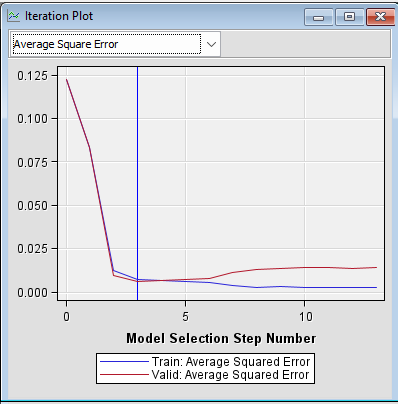 Iteration Plot
Average Square Error
0.125
0.100
0.075
0.050
0.025
0.000
0 5 10
Model Selection Step Number
Train: Average Squared Error
Valid: Average Squared Error